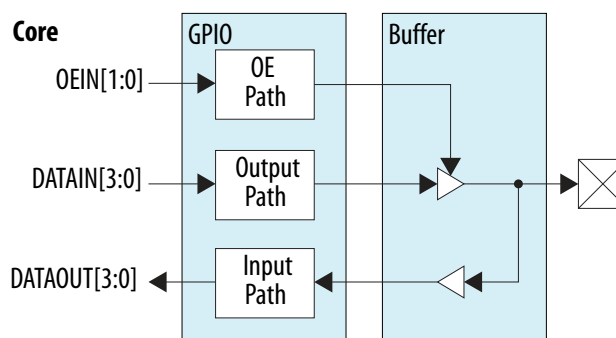 Core
GPIO
Buffer
OEIN[1:0]
OE
Path
DATAIN[3:0]
Output
Path
DATAOUT[3:0]
Input
Path